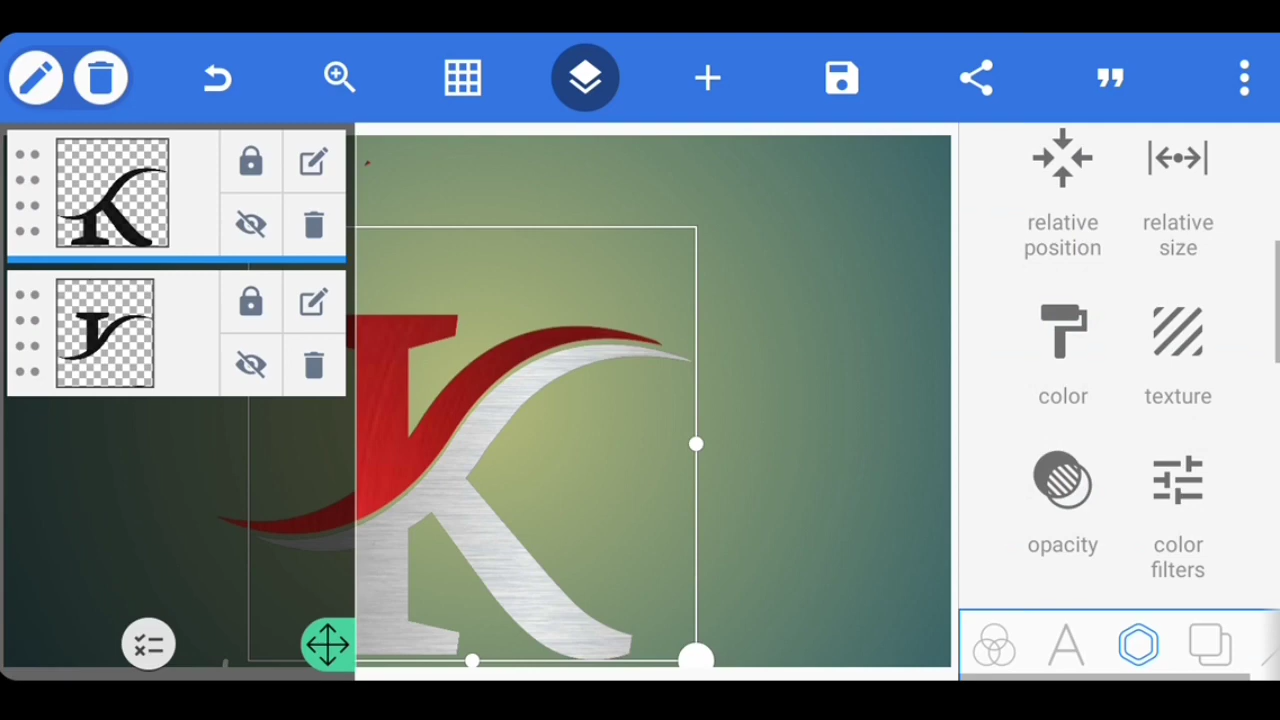 relative
position
relative
size
color
texture
opacity
color
filters
K